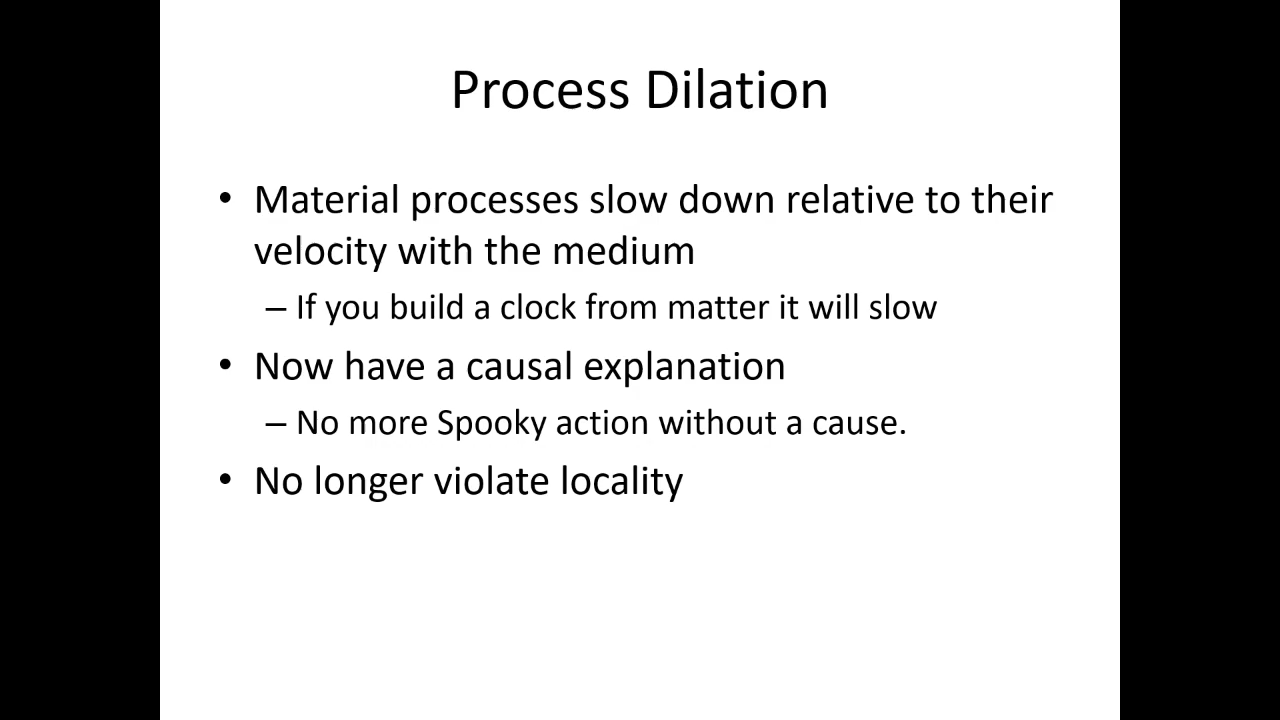 Process Dilation
• Material processes slow down relative to their
velocity with the medium
– If you build a clock from matter it will slow
• Now have a causal explanation
– No more Spooky action without a cause.
• No longer violate locality